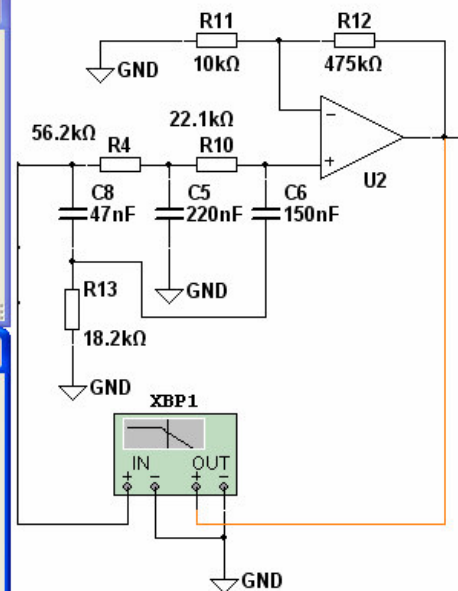 R11 R12
GND 10kΩ 475kΩ
56.2kΩ 22.1kΩ −
R4 R10 +
U2
C8 C5 C6
47nF 220nF 150nF
R13 GND
18.2kΩ
GND
XBP1
IN OUT
+ − + −
GND